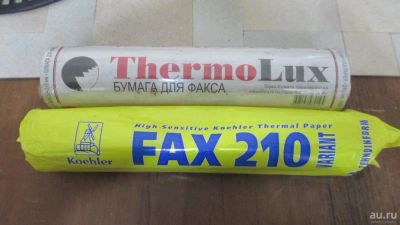 ThermoLux
БУМАГА ДЛЯ ФАКСА
High Sensitive Koehler Thermal Paper
Koehler
FAX 210
VARIANT
au.ru